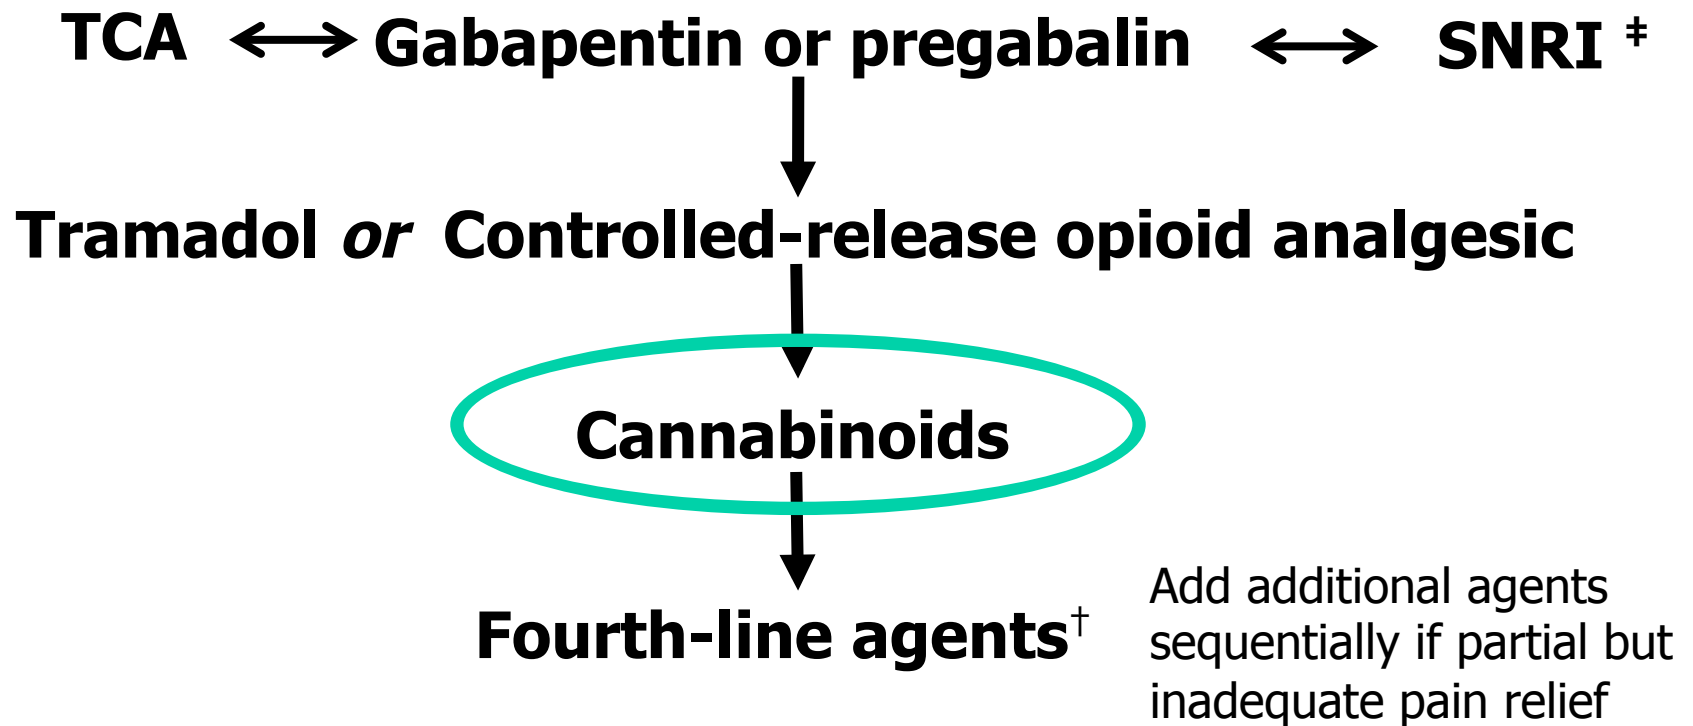 TCA Gabapentin or pregabalin SNRI ‡
Tramadol or Controlled-release opioid analgesic
Cannabinoids
Fourth-line agents†
Add additional agents
sequentially if partial but
inadequate pain relief